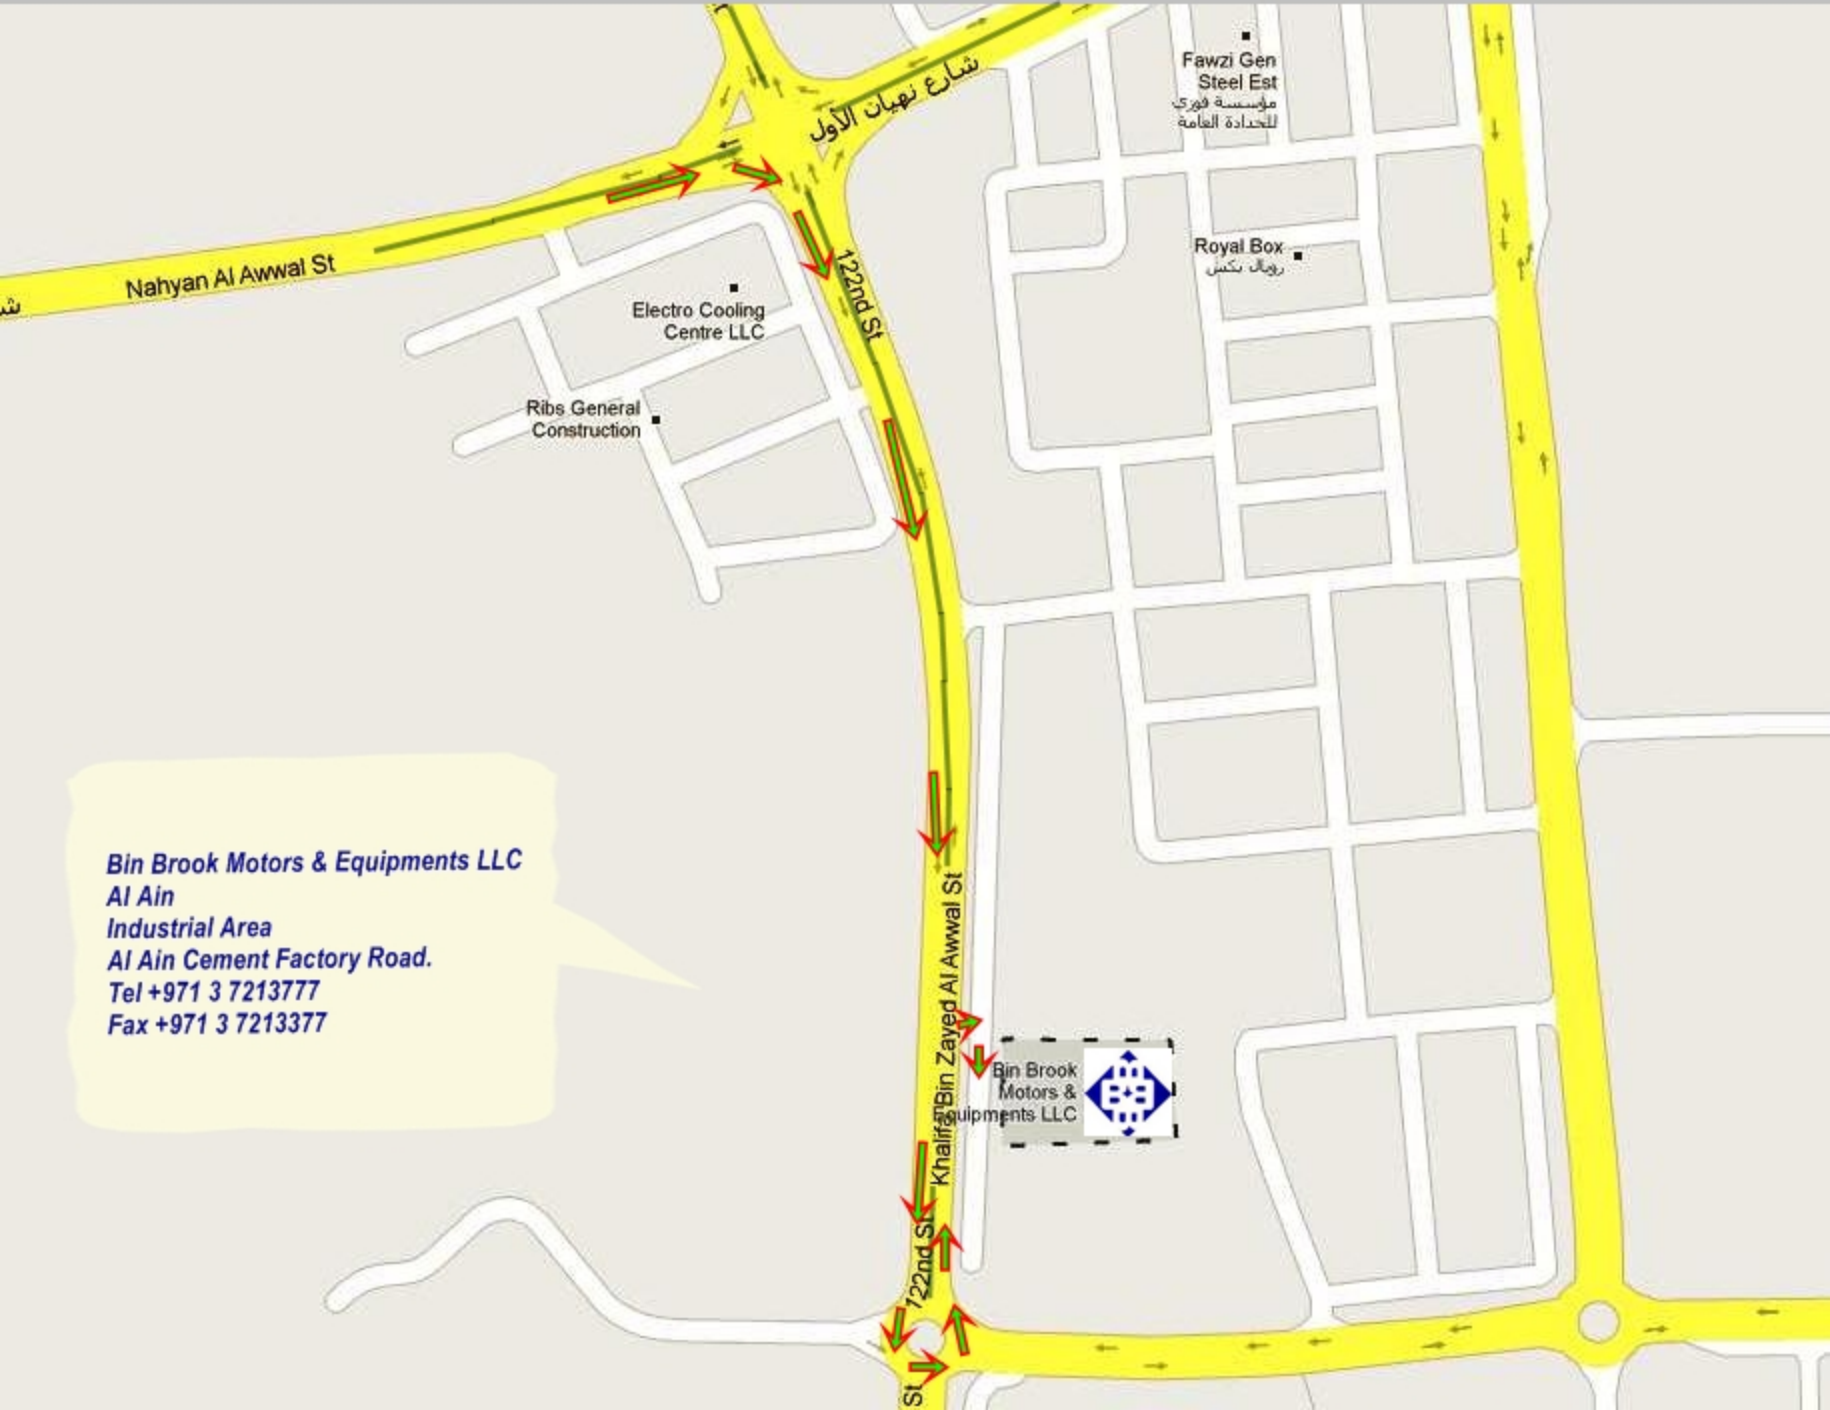 شارع نهيان الأول
Fawzi Gen
Steel Est
مؤسسة فوزي
للحدادة العامة
Nahyan Al Awwal St
122nd St
Royal Box
رويال بكس
Electro Cooling
Centre LLC
Ribs General
Construction
Bin Brook Motors & Equipments LLC
Al Ain
Industrial Area
Al Ain Cement Factory Road.
Tel +971 3 7213777
Fax +971 3 7213377
Khalifa Bin Zayed Al Awwal St
Bin Brook
Motors &
Equipments LLC
122nd St
St